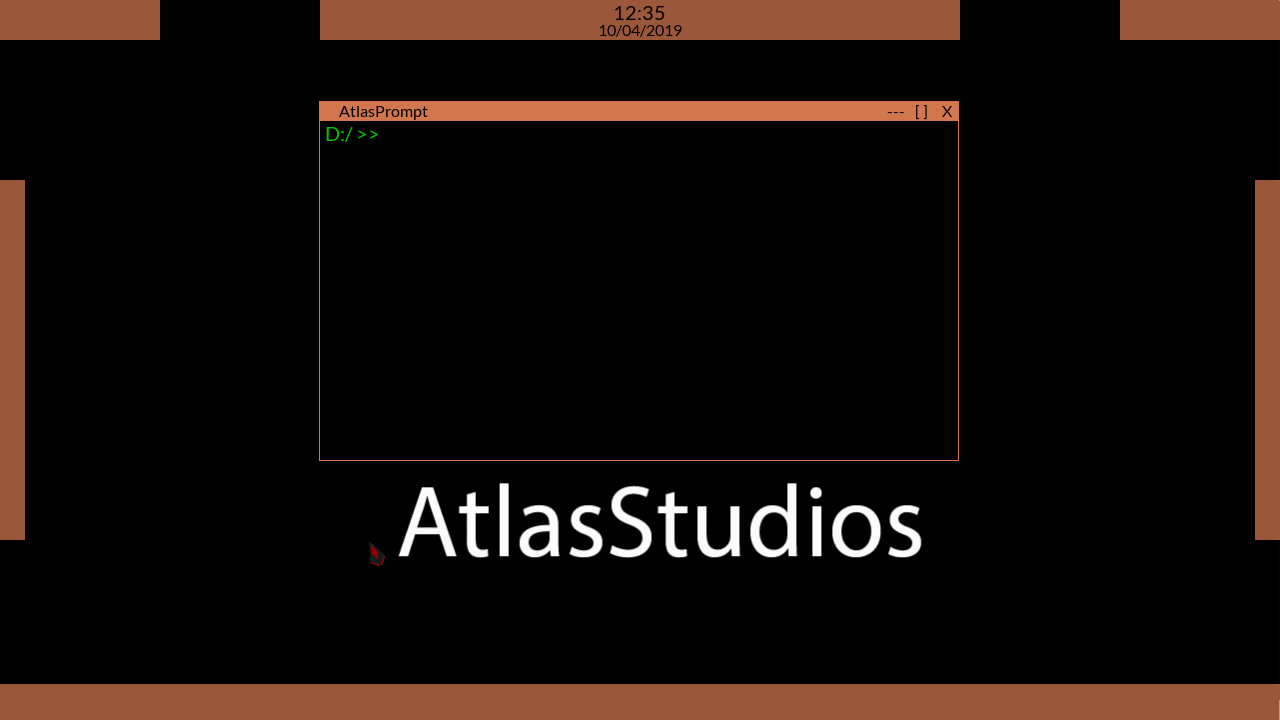 12:35
10/04/2019
AtlasPrompt --- [ ] X
D:/ >>
AtlasStudios